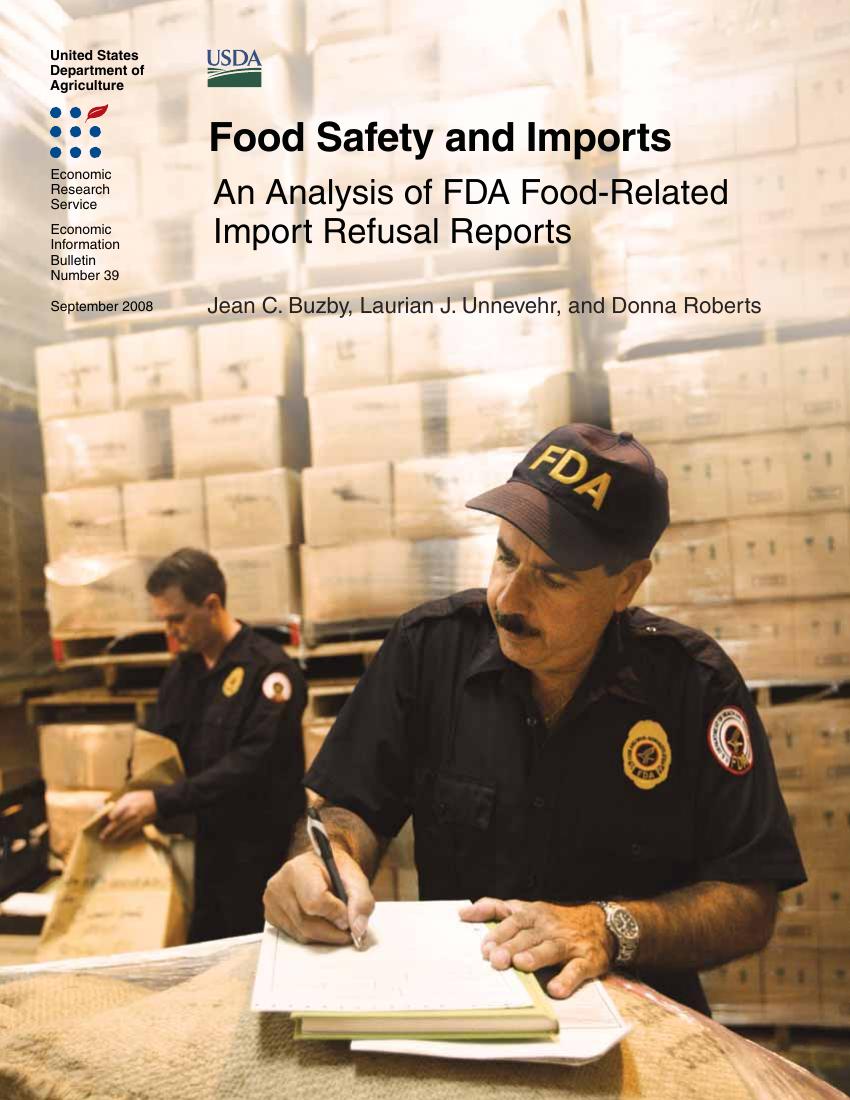 United States
Department of
Agriculture
USDA
Economic
Research
Service
Economic
Information
Bulletin
Number 39
September 2008
Food Safety and Imports
An Analysis of FDA Food-Related
Import Refusal Reports
Jean C. Buzby, Laurian J. Unnevehr, and Donna Roberts
FDA
FDA